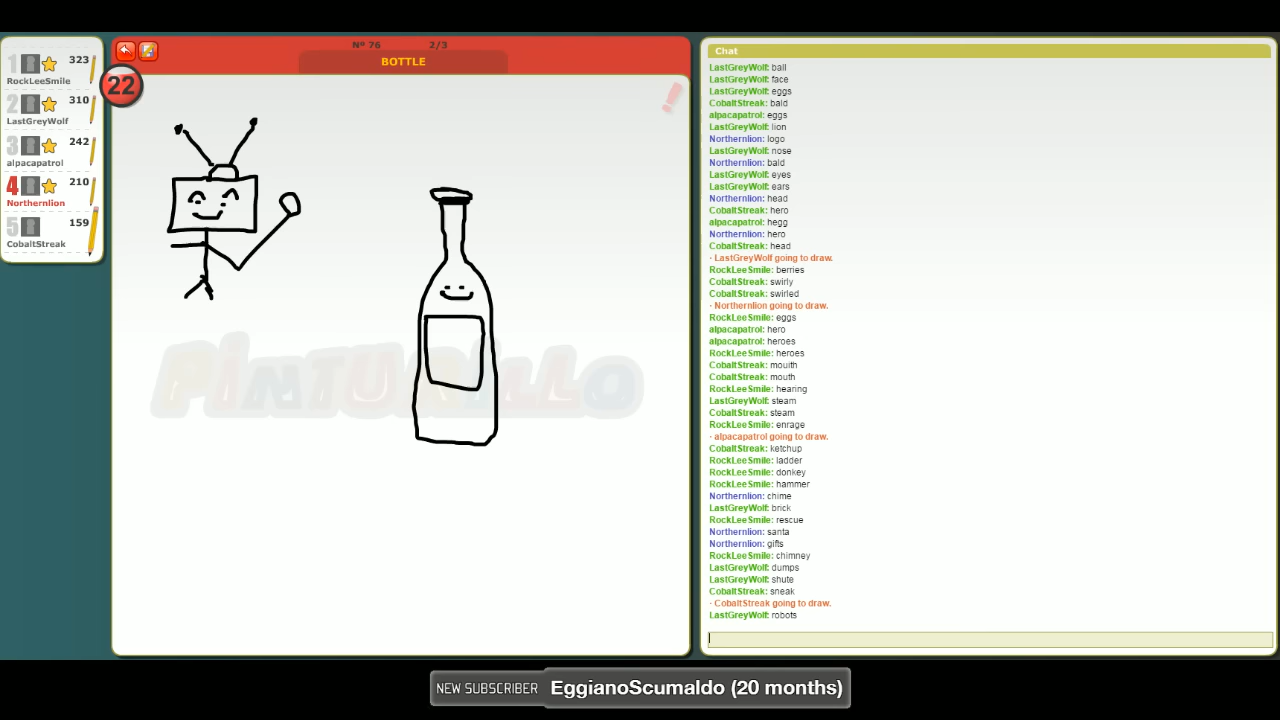 1
323
RockLeeSmile
2
310
LastGreyWolf
3
242
alpacapatrol
4
210
Northernlion
5
159
CobaltStreak
22
Nº 76 2/3
BOTTLE
!
PINTURILLO
Chat
LastGreyWolf: ball
LastGreyWolf: face
LastGreyWolf: eggs
CobaltStreak: bald
alpacapatrol: eggs
LastGreyWolf: lion
Northernlion: logo
LastGreyWolf: nose
Northernlion: bald
LastGreyWolf: eyes
LastGreyWolf: ears
Northernlion: head
CobaltStreak: hero
alpacapatrol: hegg
Northernlion: hero
CobaltStreak: head
· LastGreyWolf going to draw.
RockLeeSmile: berries
CobaltStreak: swirly
CobaltStreak: swirled
· Northernlion going to draw.
RockLeeSmile: eggs
alpacapatrol: hero
alpacapatrol: heroes
RockLeeSmile: heroes
CobaltStreak: mouith
CobaltStreak: mouth
RockLeeSmile: hearing
LastGreyWolf: steam
CobaltStreak: steam
RockLeeSmile: enrage
· alpacapatrol going to draw.
CobaltStreak: ketchup
RockLeeSmile: ladder
RockLeeSmile: donkey
RockLeeSmile: hammer
Northernlion: chime
LastGreyWolf: brick
RockLeeSmile: rescue
Northernlion: santa
Northernlion: gifts
RockLeeSmile: chimney
LastGreyWolf: dumps
LastGreyWolf: shute
CobaltStreak: sneak
· CobaltStreak going to draw.
LastGreyWolf: robots
NEW SUBSCRIBER EggianoScumaldo (20 months)